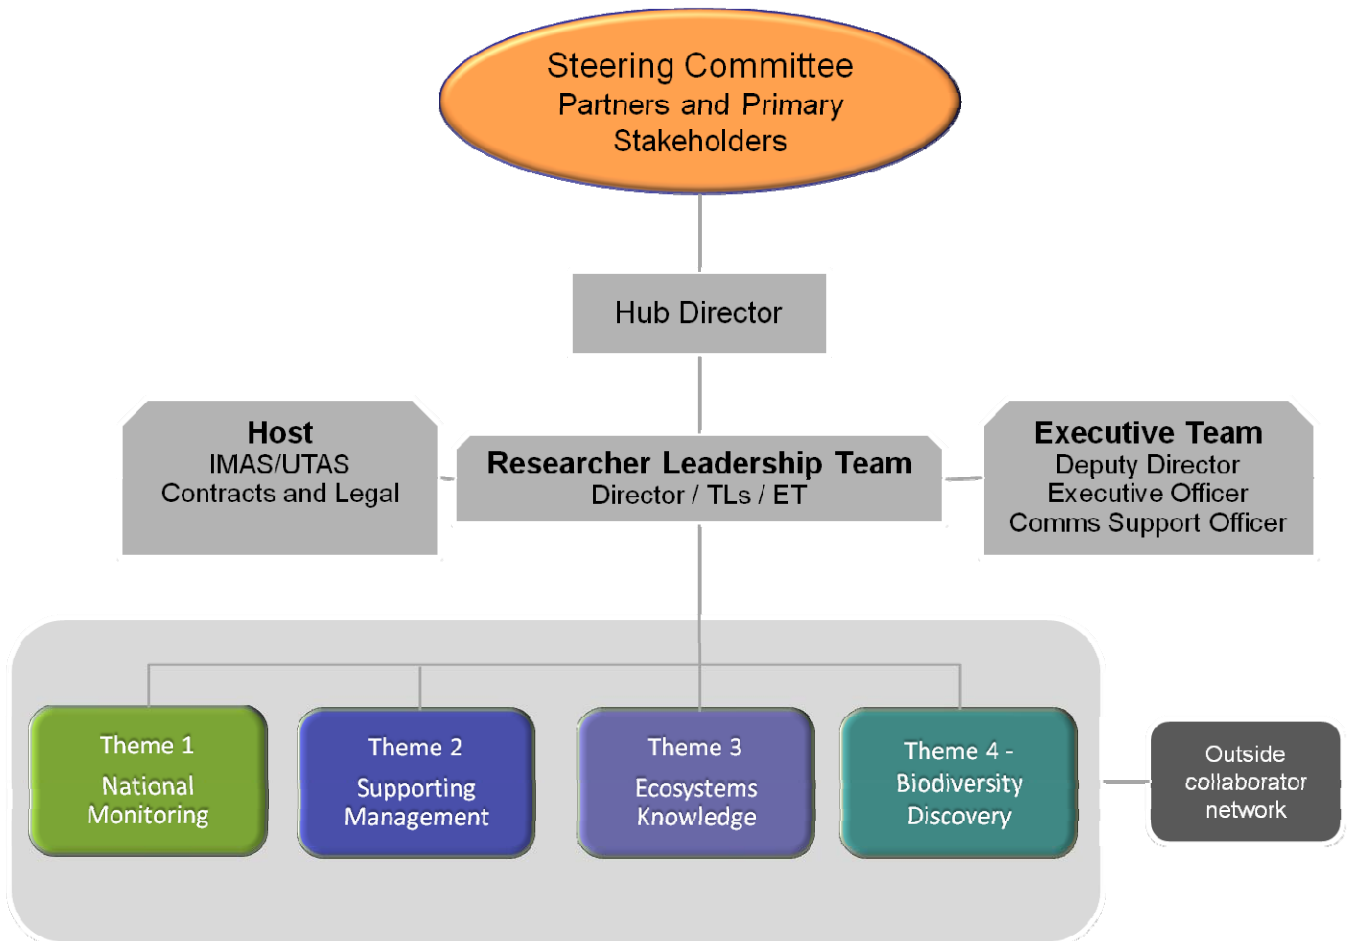 Steering Committee
Partners and Primary
Stakeholders
Hub Director
Host
IMAS/UTAS
Contracts and Legal
Researcher Leadership Team
Director / TLs / ET
Executive Team
Deputy Director
Executive Officer
Comms Support Officer
Theme 1
National
Monitoring
Theme 2
Supporting
Management
Theme 3
Ecosystems
Knowledge
Theme 4 -
Biodiversity
Discovery
Outside
collaborator
network